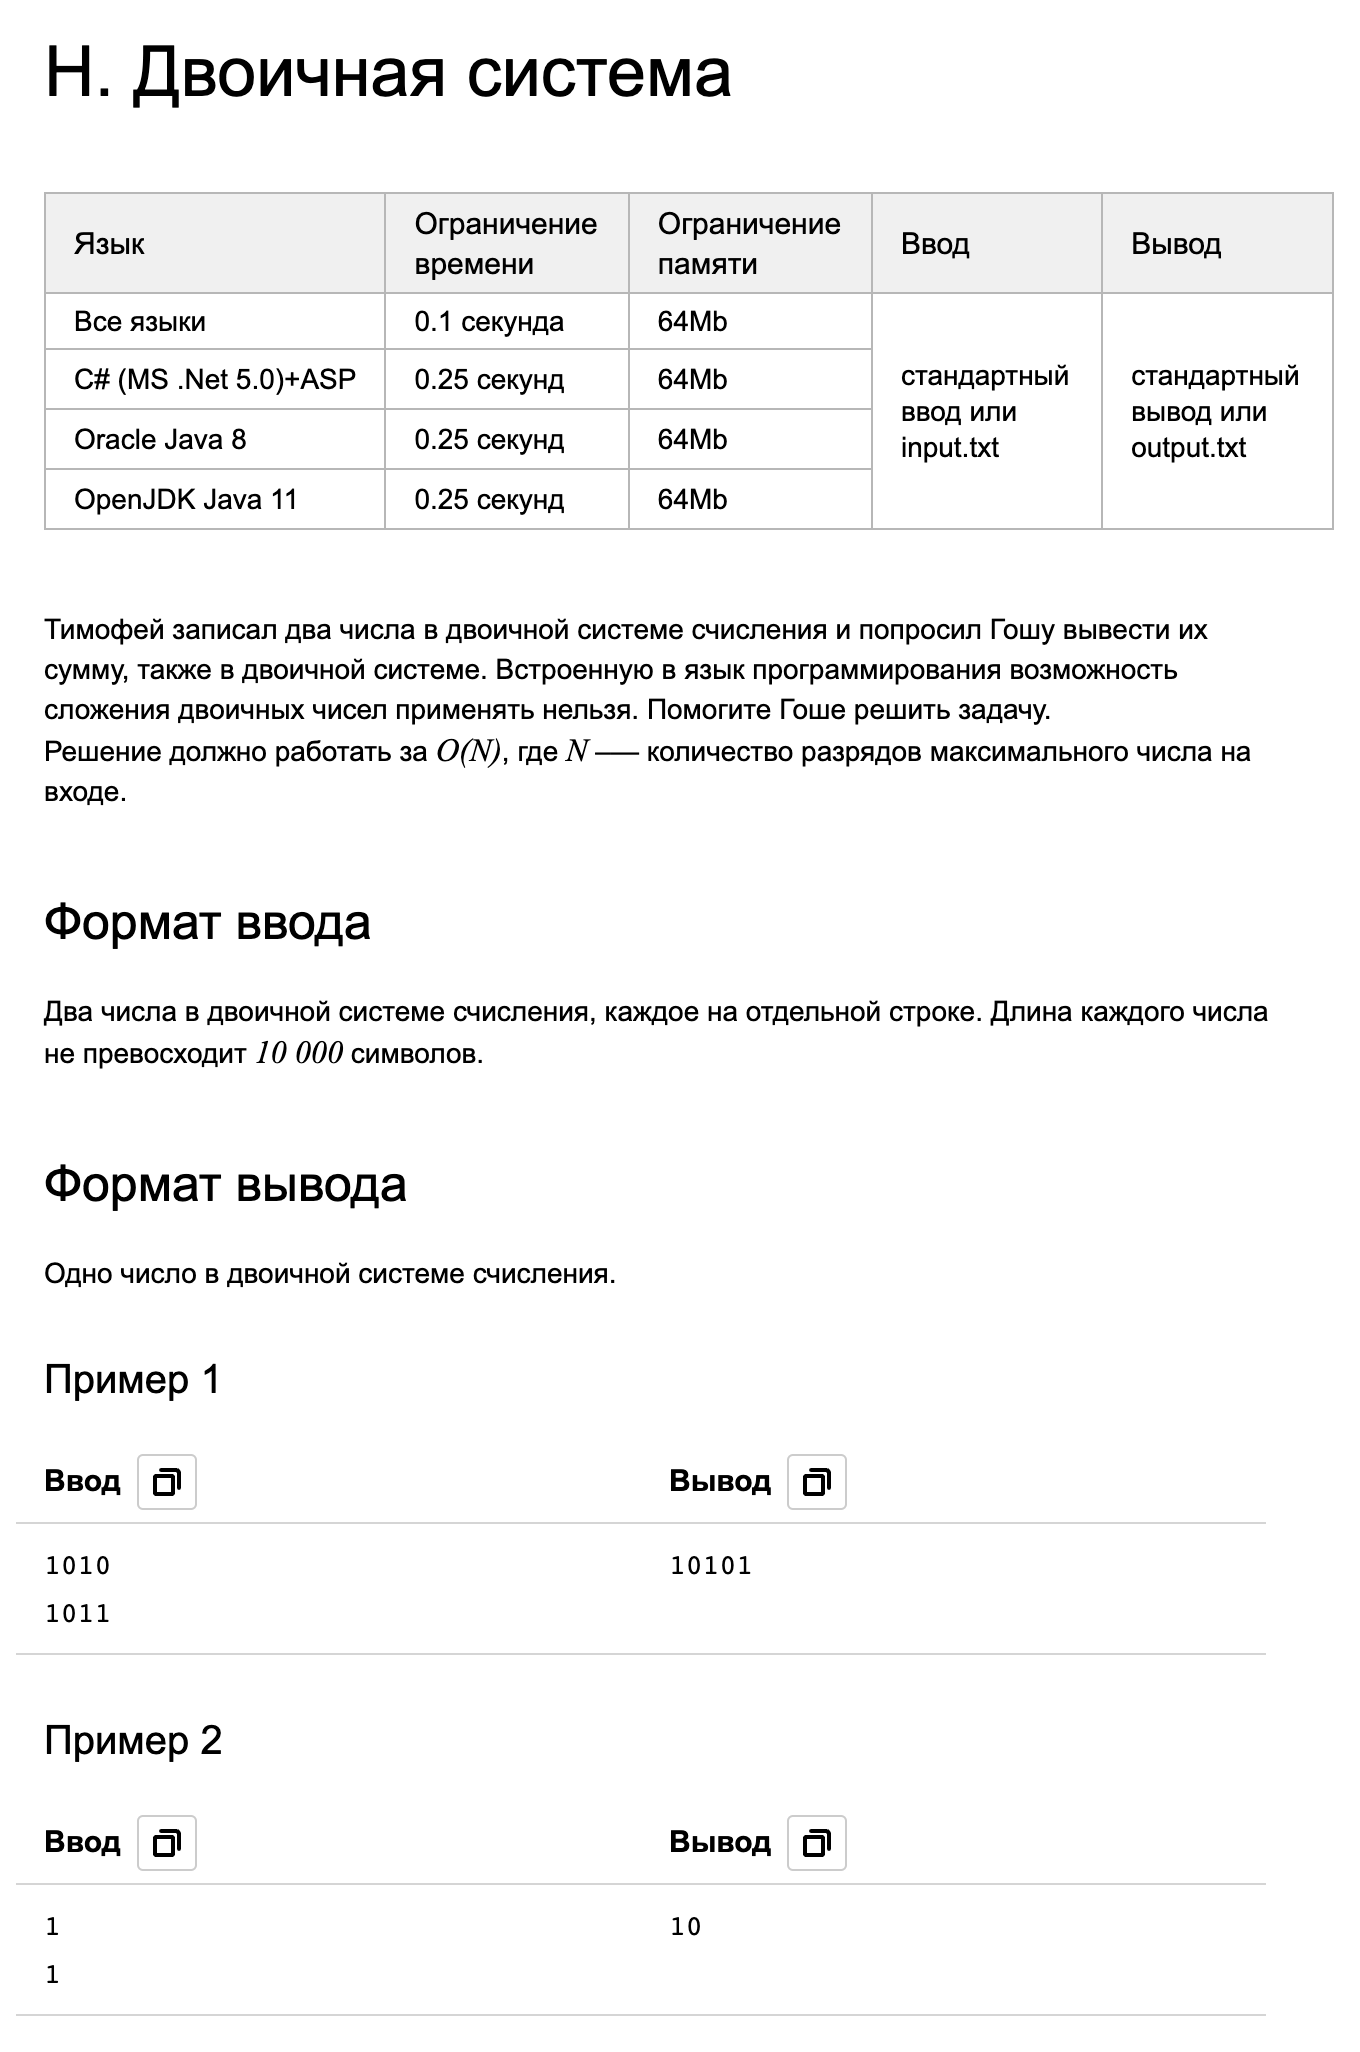 H. Двоичная система
Язык
Ограничение
времени
Ограничение
памяти
Ввод
Вывод
Все языки
0.1 секунда
64Mb
стандартный
ввод или
input.txt
стандартный
вывод или
output.txt
C# (MS .Net 5.0)+ASP
0.25 секунд
64Mb
Oracle Java 8
0.25 секунд
64Mb
OpenJDK Java 11
0.25 секунд
64Mb
Тимофей записал два числа в двоичной системе счисления и попросил Гошу вывести их
сумму, также в двоичной системе. Встроенную в язык программирования возможность
сложения двоичных чисел применять нельзя. Помогите Гоше решить задачу.
Решение должно работать за O(N), где N –– количество разрядов максимального числа на
входе.
Формат ввода
Два числа в двоичной системе счисления, каждое на отдельной строке. Длина каждого числа
не превосходит 10 000 символов.
Формат вывода
Одно число в двоичной системе счисления.
Пример 1
Ввод
Вывод
1010
1011
10101
Пример 2
Ввод
Вывод
1
1
10